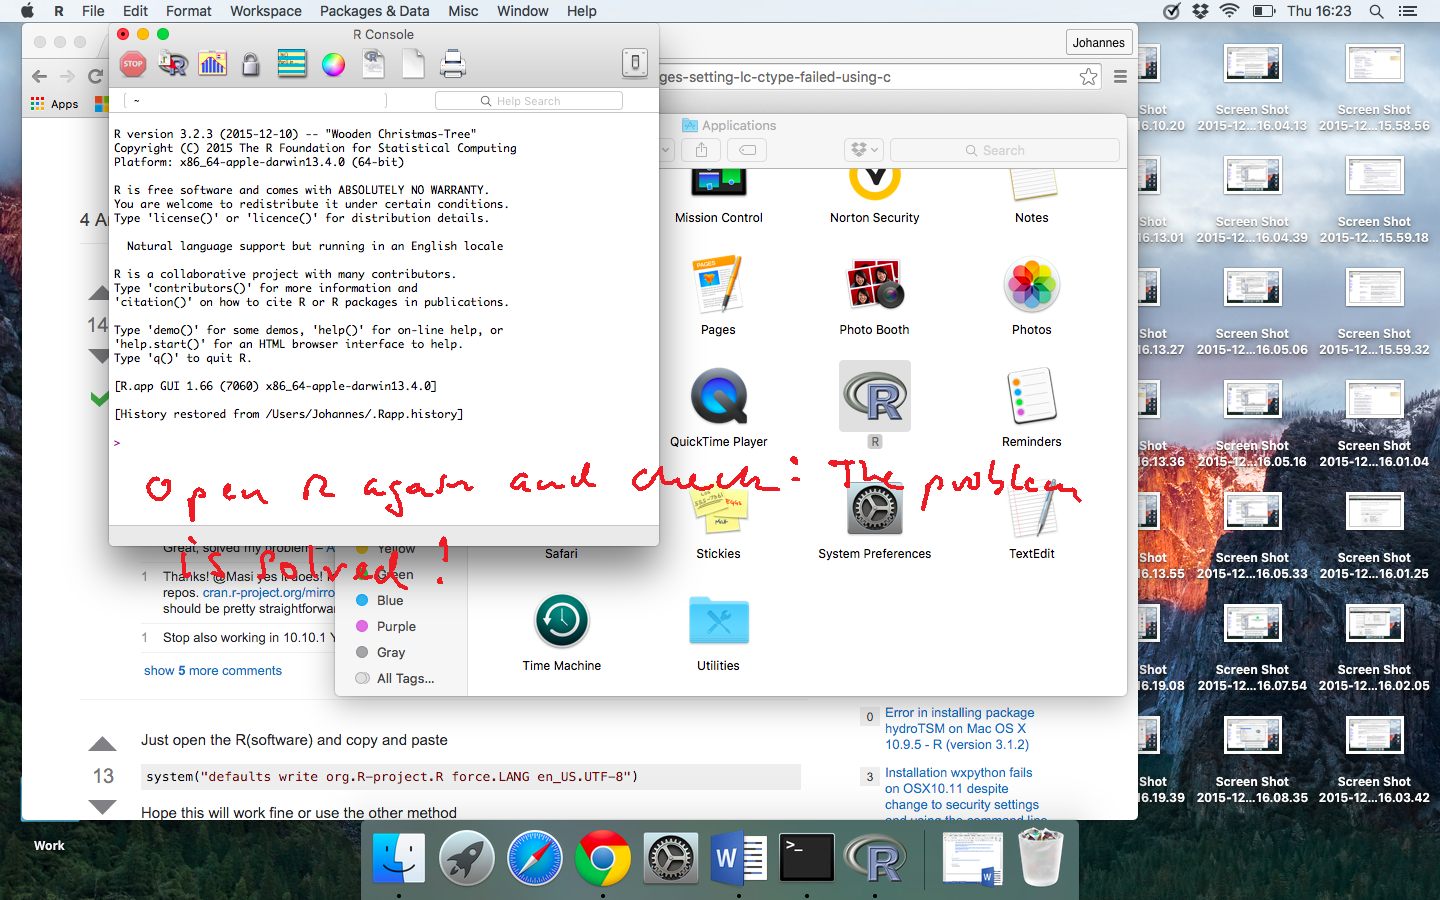 R File Edit Format Workspace Packages & Data Misc Window Help Thu 16:23
R Console
Johannes
STOP
ges-setting-lc-ctype-failed-using-c
Apps
~
Help Search
R version 3.2.3 (2015-12-10) -- "Wooden Christmas-Tree"
Copyright (C) 2015 The R Foundation for Statistical Computing
Platform: x86_64-apple-darwin13.4.0 (64-bit)
R is free software and comes with ABSOLUTELY NO WARRANTY.
You are welcome to redistribute it under certain conditions.
Type 'license()' or 'licence()' for distribution details.
Natural language support but running in an English locale
R is a collaborative project with many contributors.
Type 'contributors()' for more information and
'citation()' on how to cite R or R packages in publications.
Type 'demo()' for some demos, 'help()' for on-line help, or
'help.start()' for an HTML browser interface to help.
Type 'q()' to quit R.
[R.app GUI 1.66 (7060) x86_64-apple-darwin13.4.0]
[History restored from /Users/Johannes/.Rapp.history]
>
Open R again and check: The problem
is solved!
4 A
14
Great, solved my problem – A
1 Thanks! @Masi yes it does!
repos. cran.r-project.org/mirro
should be pretty straightforwar
1 Stop also working in 10.10.1 Y
show 5 more comments
Just open the R(software) and copy and paste
13
system("defaults write org.R-project.R force.LANG en_US.UTF-8")
Hope this will work fine or use the other method
Applications
Search
Mission Control
Norton Security
Notes
PAGES
Pages
Photo Booth
Photos
QuickTime Player
R
Reminders
Safari
Stickies
System Preferences
TextEdit
Time Machine
Utilities
Yellow
Green
Blue
Purple
Gray
All Tags...
0 Error in installing package
hydroTSM on Mac OS X
10.9.5 - R (version 3.1.2)
3 Installation wxpython fails
on OSX10.11 despite
change to security settings
and using the command line
Shot
16.10.20
Screen Shot
2015-12...16.04.13
Screen Shot
2015-12...15.58.56
Shot
16.13.01
Screen Shot
2015-12...16.04.39
Screen Shot
2015-12...15.59.18
Shot
16.13.27
Screen Shot
2015-12...16.05.06
Screen Shot
2015-12...15.59.32
Shot
16.13.36
Screen Shot
2015-12...16.05.16
Screen Shot
2015-12...16.01.04
Shot
16.13.55
Screen Shot
2015-12...16.05.33
Screen Shot
2015-12...16.01.25
Shot
16.19.08
Screen Shot
2015-12...16.07.54
Screen Shot
2015-12...16.02.05
Shot
16.19.39
Screen Shot
2015-12...16.08.35
Screen Shot
2015-12...16.03.42
Work